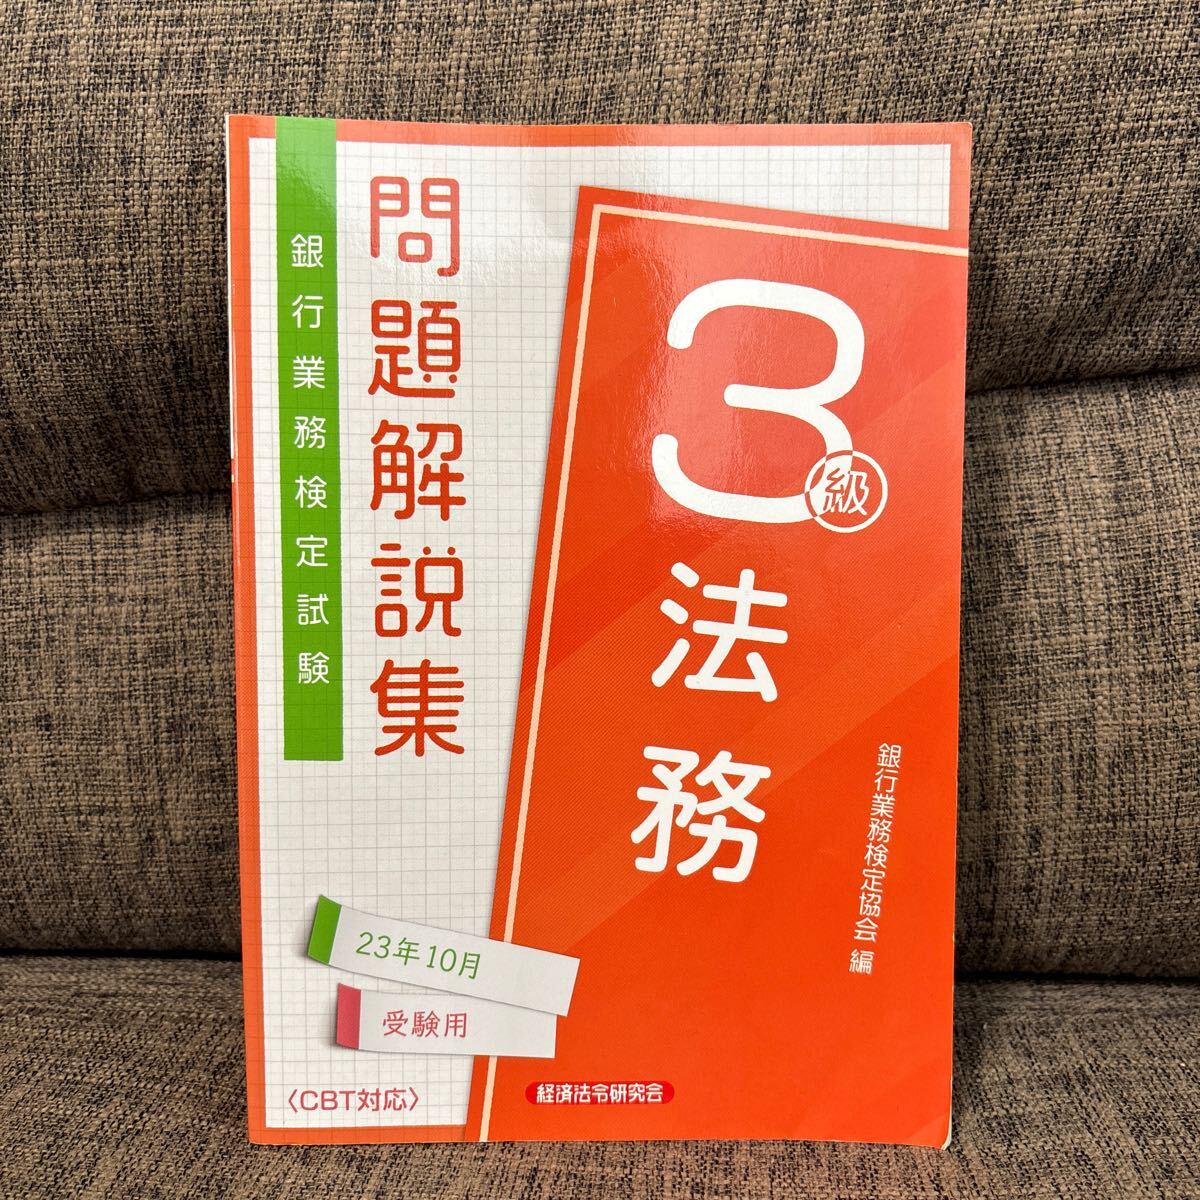 銀行業務検定試験
問題解説集
3級
法務
銀行業務検定協会 編
23年10月
受験用
〈CBT対応〉
経済法令研究会